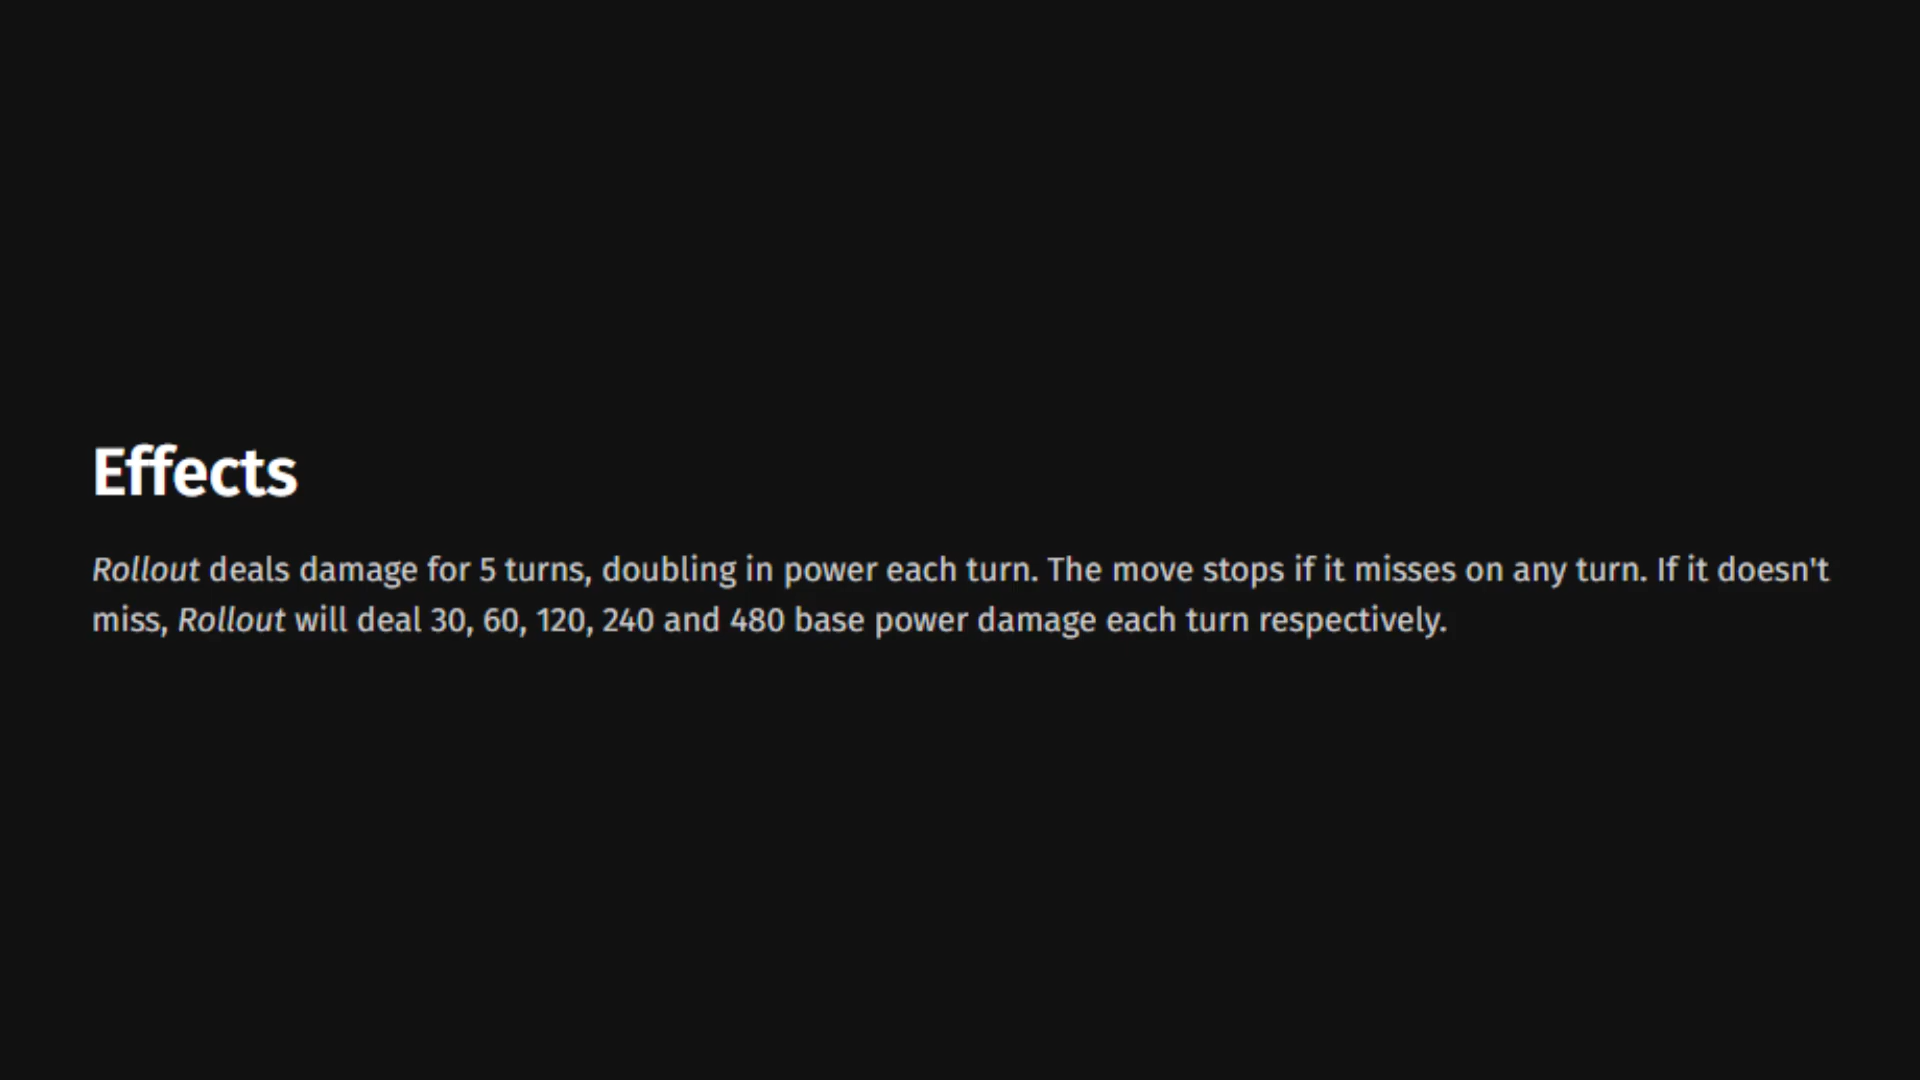 Effects
Rollout deals damage for 5 turns, doubling in power each turn. The move stops if it misses on any turn. If it doesn't
miss, Rollout will deal 30, 60, 120, 240 and 480 base power damage each turn respectively.